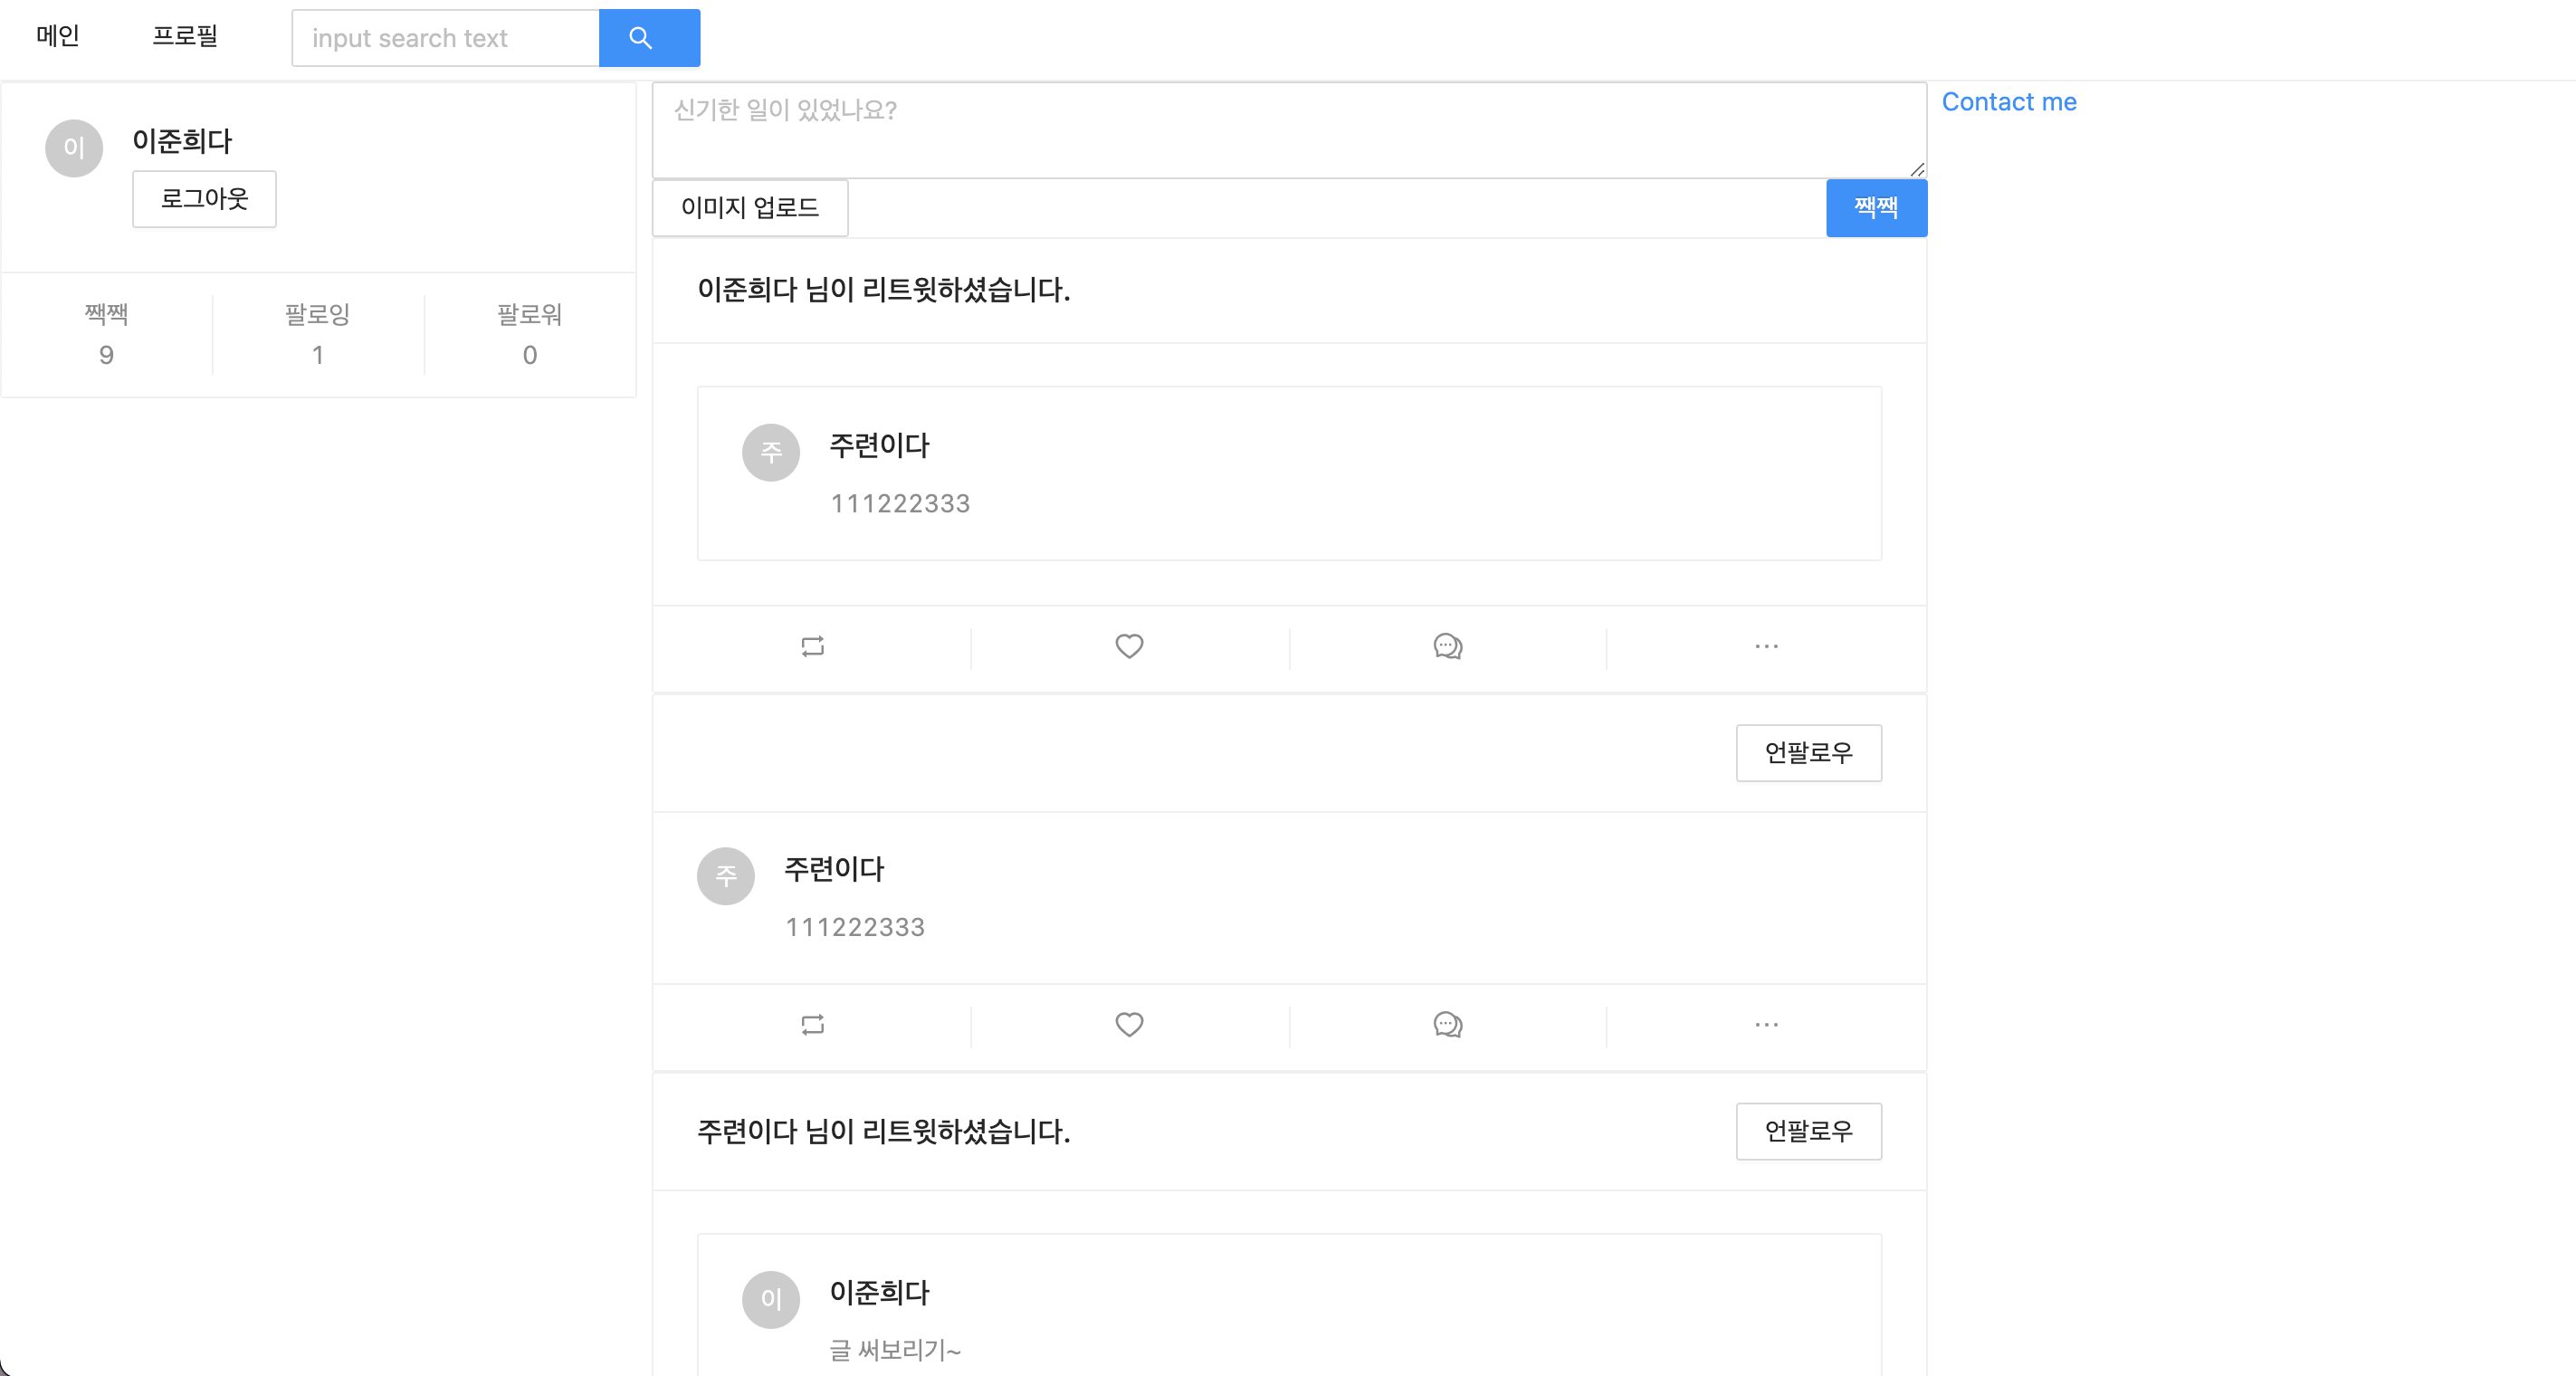 메인 프로필 input search text
이
이준희다
로그아웃
짹짹 팔로잉 팔로워
9 1 0
신기한 일이 있었나요?
이미지 업로드 짹짹
이준희다 님이 리트윗하셨습니다.
주
주련이다
111222333
언팔로우
주
주련이다
111222333
주련이다 님이 리트윗하셨습니다. 언팔로우
이
이준희다
글 써보리기~
Contact me